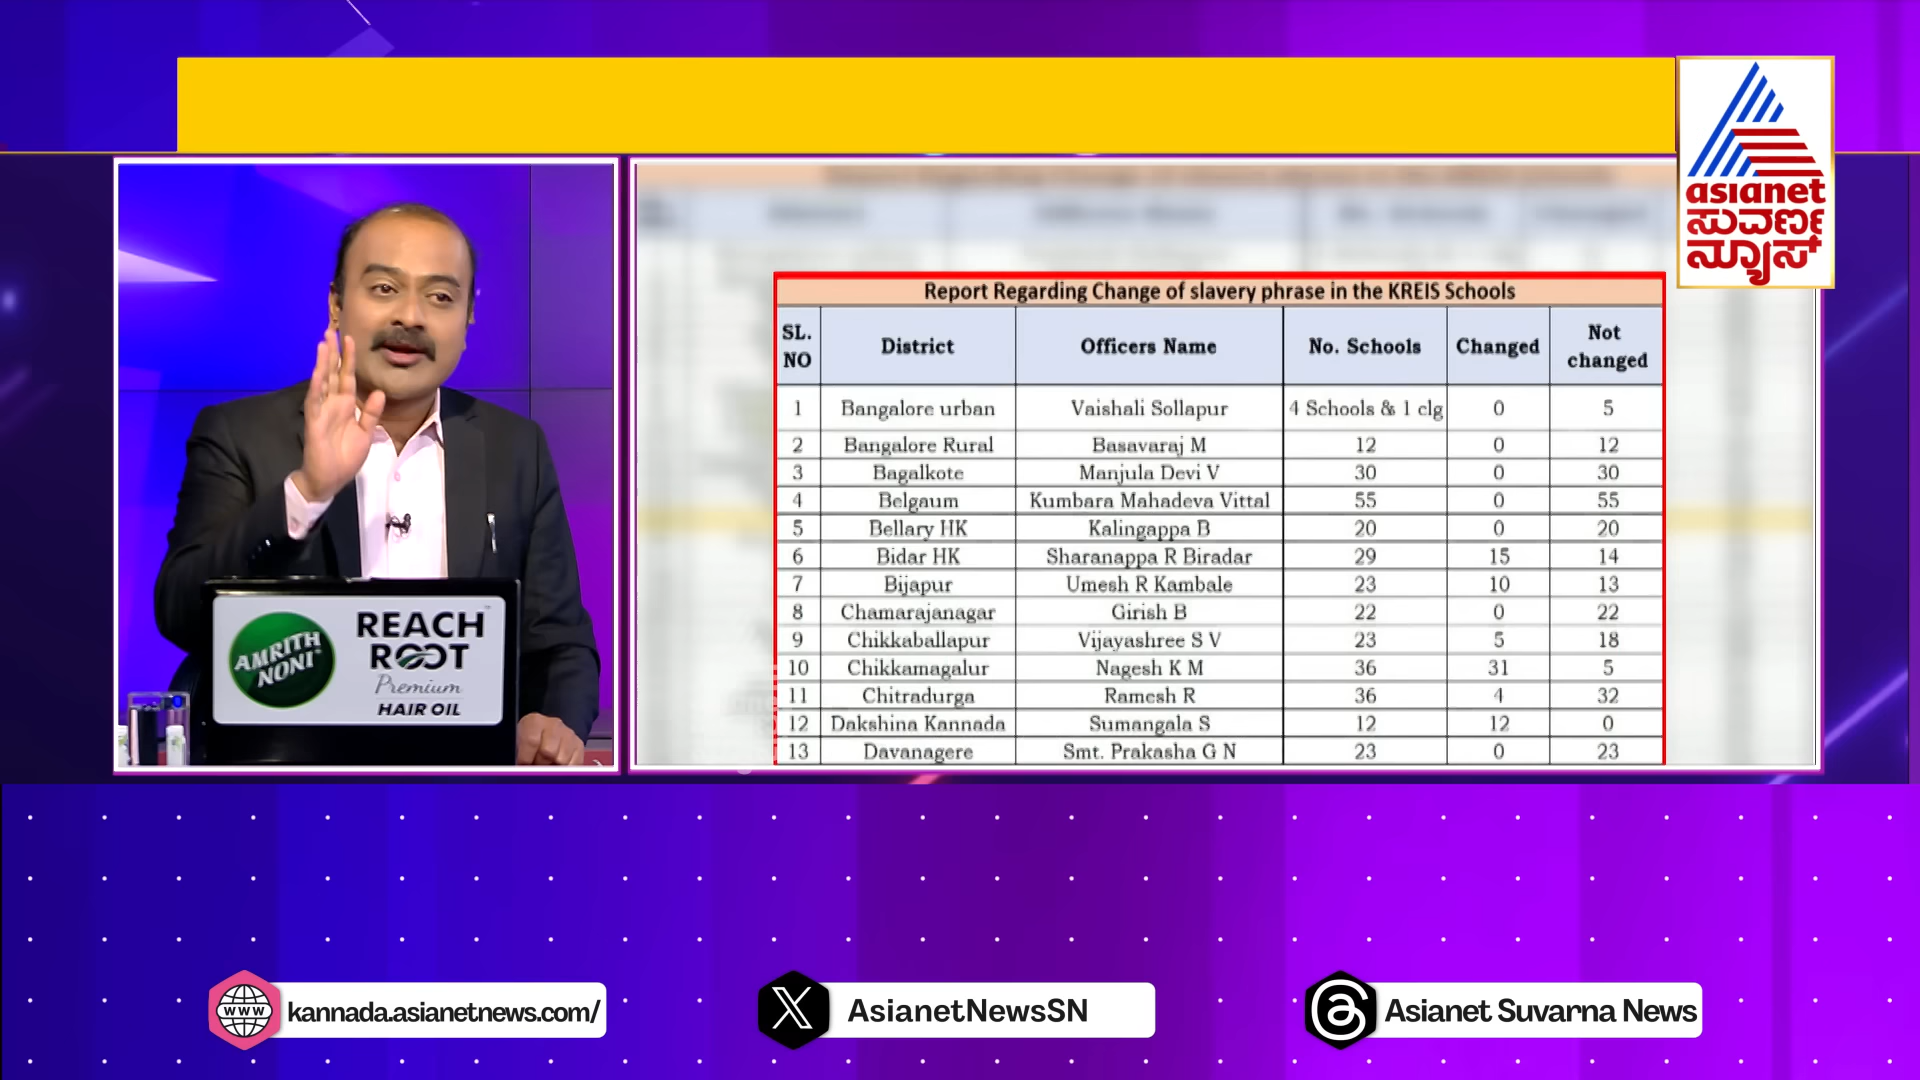 asianet
ಸುವರ್ಣ
ನ್ಯೂಸ್
Report Regarding Change of slavery phrase in the KREIS Schools
SL. NO District Officers Name No. Schools Changed Not changed
1 Bangalore urban Vaishali Sollapur 4 Schools & 1 clg 0 5
2 Bangalore Rural Basavaraj M 12 0 12
3 Bagalkote Manjula Devi V 30 0 30
4 Belgaum Kumbara Mahadeva Vittal 55 0 55
5 Bellary HK Kalingappa B 20 0 20
6 Bidar HK Sharanappa R Biradar 29 15 14
7 Bijapur Umesh R Kambale 23 10 13
8 Chamarajanagar Girish B 22 0 22
9 Chikkaballapur Vijayashree S V 23 5 18
10 Chikkamagalur Nagesh K M 36 31 5
11 Chitradurga Ramesh R 36 4 32
12 Dakshina Kannada Sumangala S 12 12 0
13 Davanagere Smt. Prakasha G N 23 0 23
AMRITH
NONI
REACH
ROOT
Premium
HAIR OIL
www
kannada.asianetnews.com/
AsianetNewsSN
Asianet Suvarna News